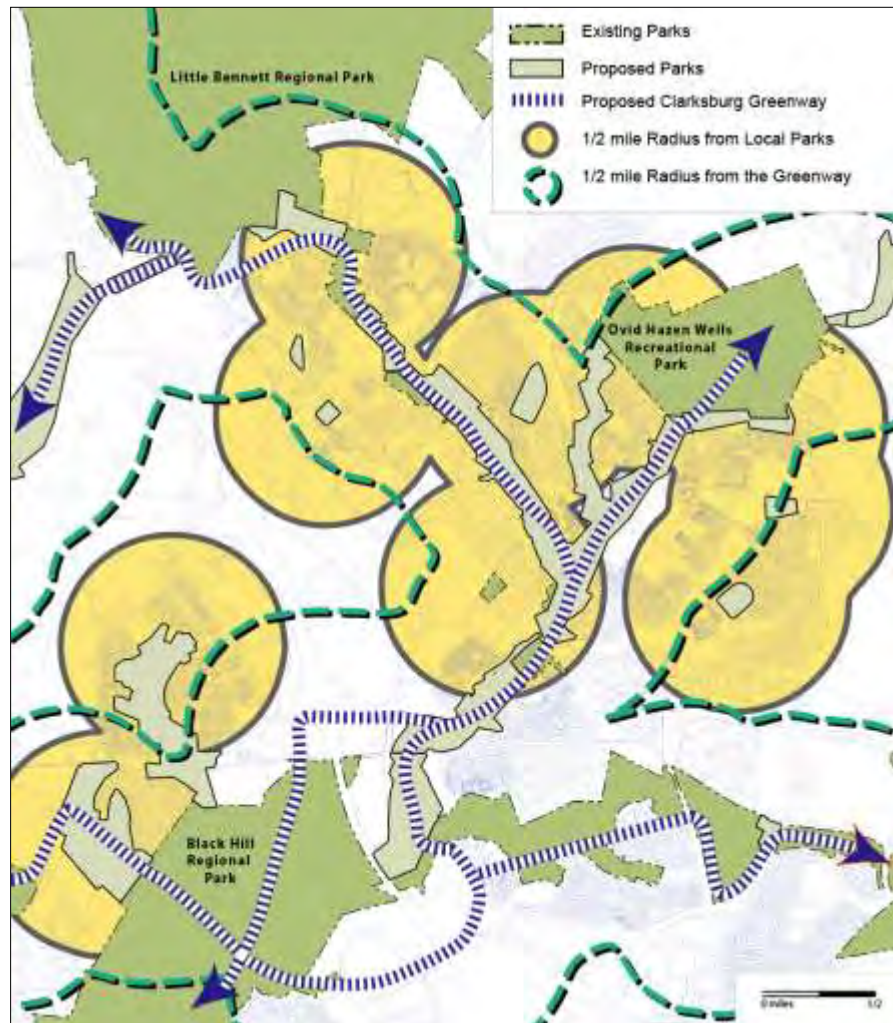 Existing Parks
Proposed Parks
Proposed Clarksburg Greenway
1/2 mile Radius from Local Parks
1/2 mile Radius from the Greenway
Little Bennett Regional Park
Ovid Hazen Wells
Recreational
Park
Black Hill
Regional
Park
0 miles
1/2